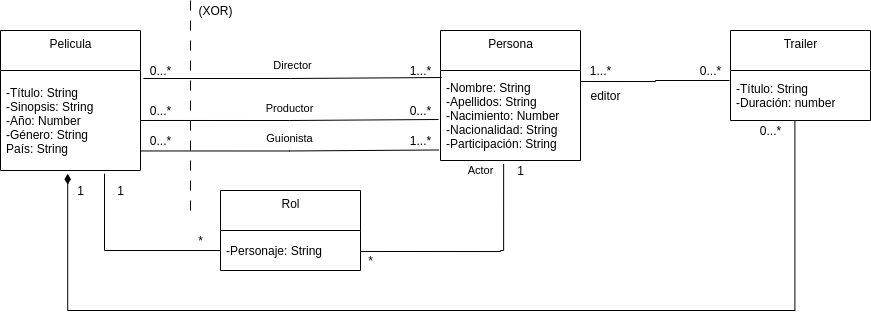 (XOR)
Pelicula
Persona
Trailer
Director
0...*
1...*
1...*
0...*
-Título: String
-Sinopsis: String
-Año: Number
-Género: String
País: String
-Nombre: String
-Apellidos: String
-Nacimiento: Number
-Nacionalidad: String
-Participación: String
-Título: String
-Duración: number
editor
0...*
Productor
0...*
0...*
Guionista
1...*
0...*
Actor
1
1
1
Rol
*
-Personaje: String
*